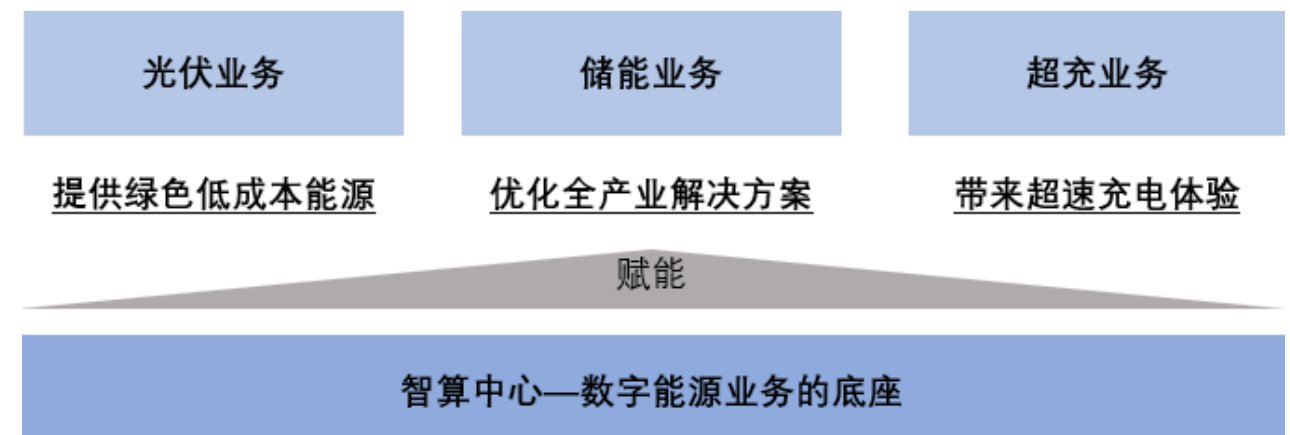 光伏业务
储能业务
超充业务
提供绿色低成本能源
优化全产业解决方案
带来超速充电体验
赋能
智算中心—数字能源业务的底座